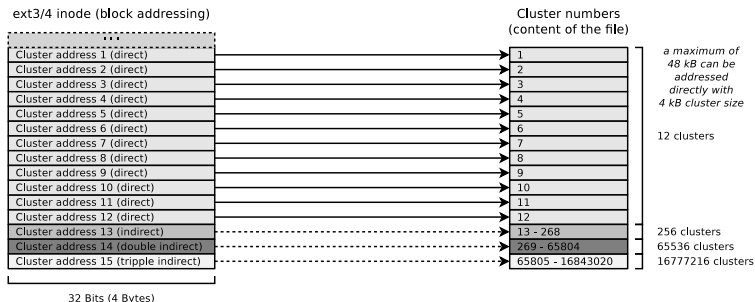 ext3/4 inode (block addressing)
...
Cluster address 1 (direct)
Cluster address 2 (direct)
Cluster address 3 (direct)
Cluster address 4 (direct)
Cluster address 5 (direct)
Cluster address 6 (direct)
Cluster address 7 (direct)
Cluster address 8 (direct)
Cluster address 9 (direct)
Cluster address 10 (direct)
Cluster address 11 (direct)
Cluster address 12 (direct)
Cluster address 13 (indirect)
Cluster address 14 (double indirect)
Cluster address 15 (tripple indirect)
32 Bits (4 Bytes)
Cluster numbers
(content of the file)
1
2
3
4
5
6
7
8
9
10
11
12
13 - 268
269 - 65804
65805 - 16843020
a maximum of
48 kB can be
addressed
directly with
4 kB cluster size
12 clusters
256 clusters
65536 clusters
16777216 clusters